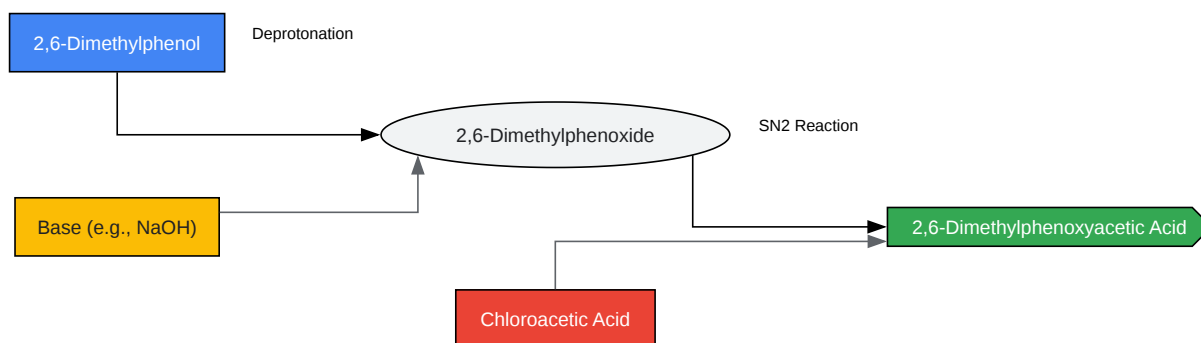 2,6-Dimethylphenol
Deprotonation
2,6-Dimethylphenoxide
SN2 Reaction
Base (e.g., NaOH)
2,6-Dimethylphenoxyacetic Acid
Chloroacetic Acid